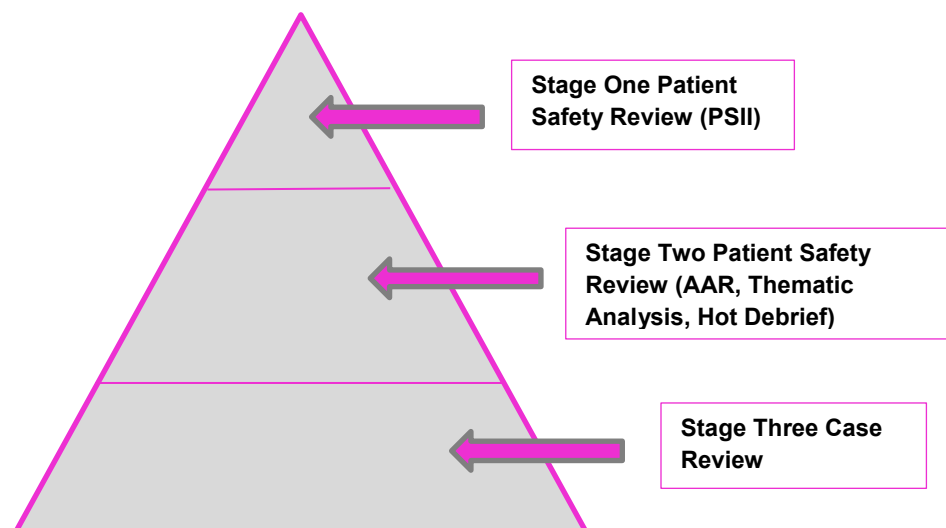 Stage One Patient
Safety Review (PSII)
Stage Two Patient Safety
Review (AAR, Thematic
Analysis, Hot Debrief)
Stage Three Case
Review